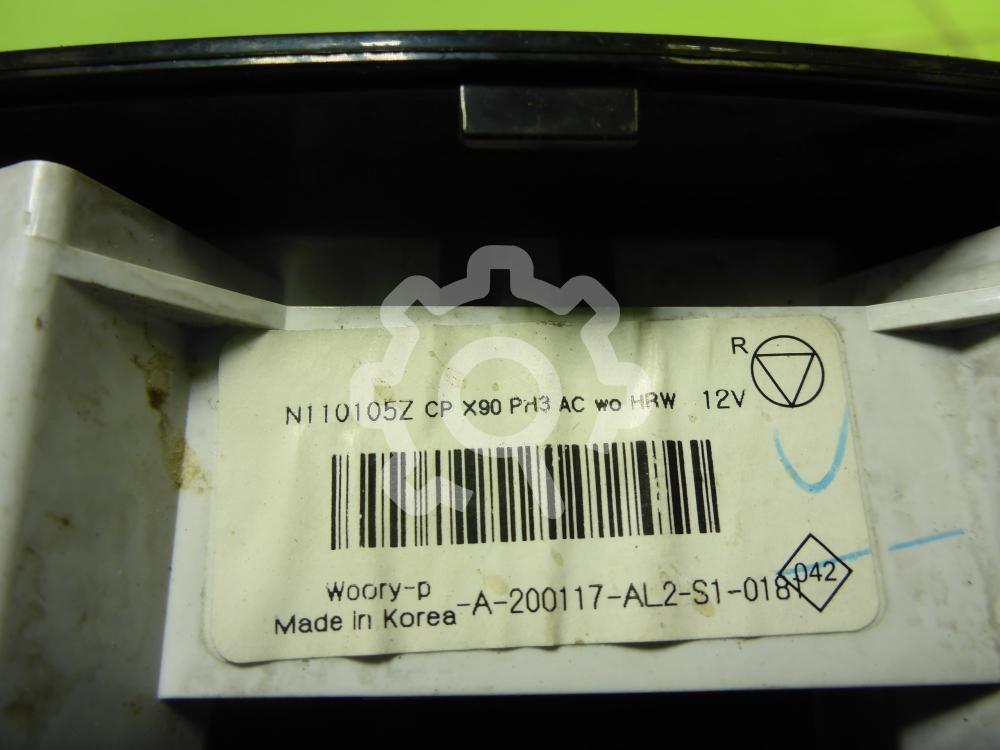 R
N110105Z CP X90 PH3 AC wo HRW 12V
Woory-p
Made in Korea -A-200117-AL2-S1-0181
042